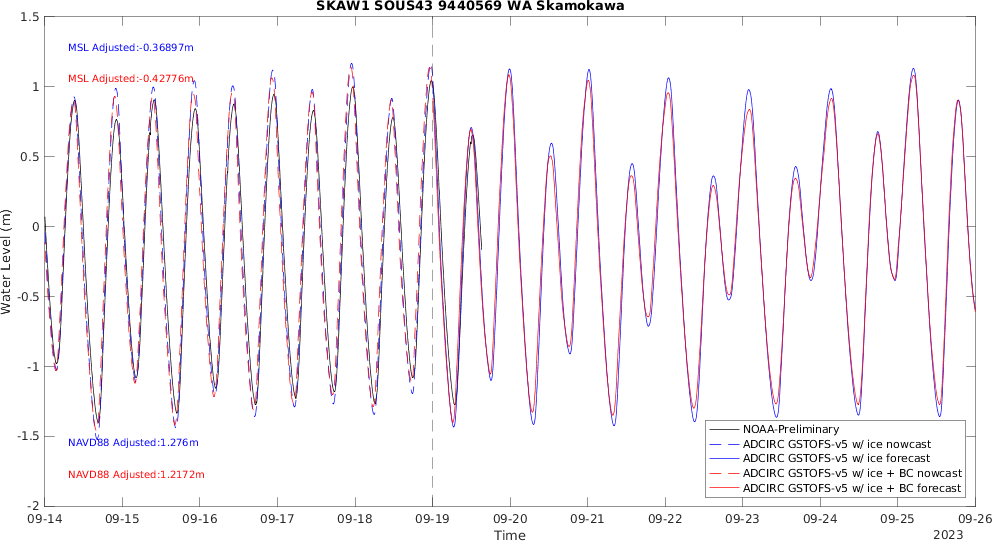 SKAW1 SOUS43 9440569 WA Skamokawa
1.5
1
0.5
0
-0.5
-1
-1.5
-2
Water Level (m)
MSL Adjusted:-0.36897m
MSL Adjusted:-0.42776m
NAVD88 Adjusted:1.276m
NAVD88 Adjusted:1.2172m
NOAA-Preliminary
ADCIRC GSTOFS-v5 w/ ice nowcast
ADCIRC GSTOFS-v5 w/ ice forecast
ADCIRC GSTOFS-v5 w/ ice + BC nowcast
ADCIRC GSTOFS-v5 w/ ice + BC forecast
09-14 09-15 09-16 09-17 09-18 09-19 09-20 09-21 09-22 09-23 09-24 09-25 09-26
Time
2023